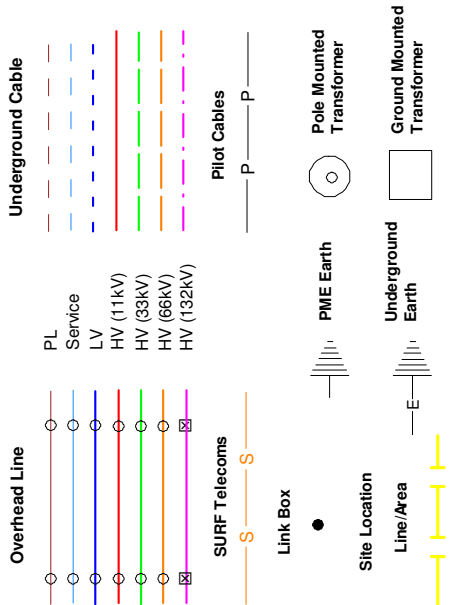 Overhead Line
Underground Cable
PL
Service
LV
HV (11kV)
HV (33kV)
HV (66kV)
HV (132kV)
SURF Telecoms
S
S
Pilot Cables
P
P
Link Box
PME Earth
Pole Mounted
Transformer
Site Location
Line/Area
E
Underground
Earth
Ground Mounted
Transformer